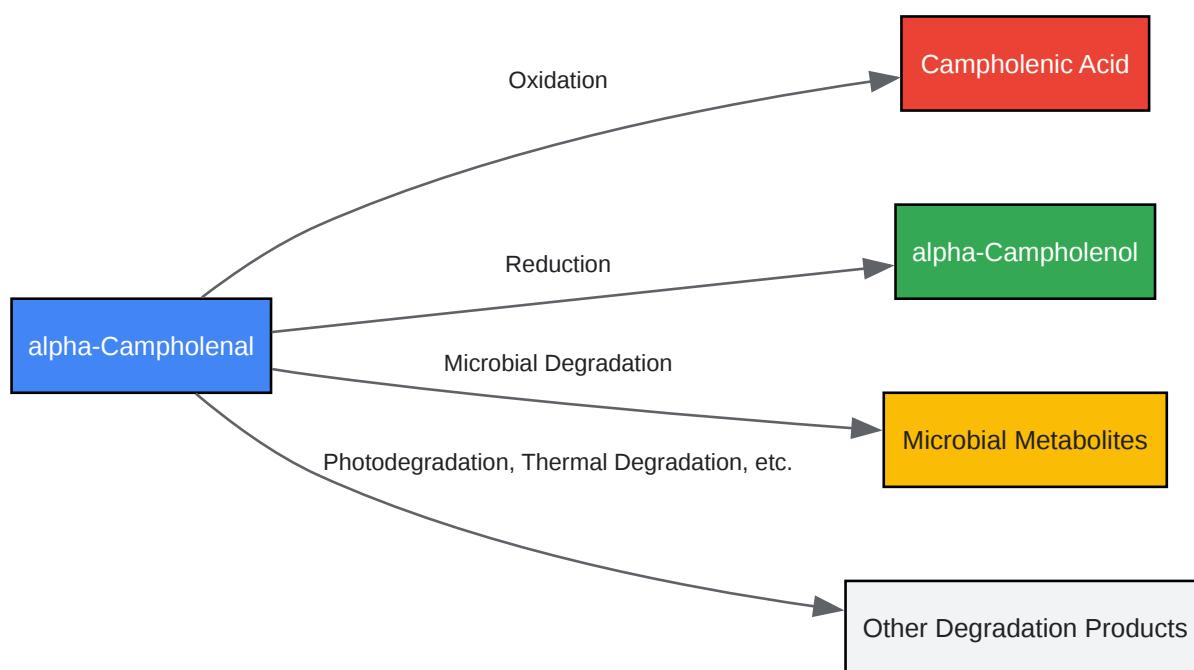 Campholenic Acid
Oxidation
alpha-Campholenol
Reduction
alpha-Campholenal
Microbial Degradation
Microbial Metabolites
Photodegradation, Thermal Degradation, etc.
Other Degradation Products